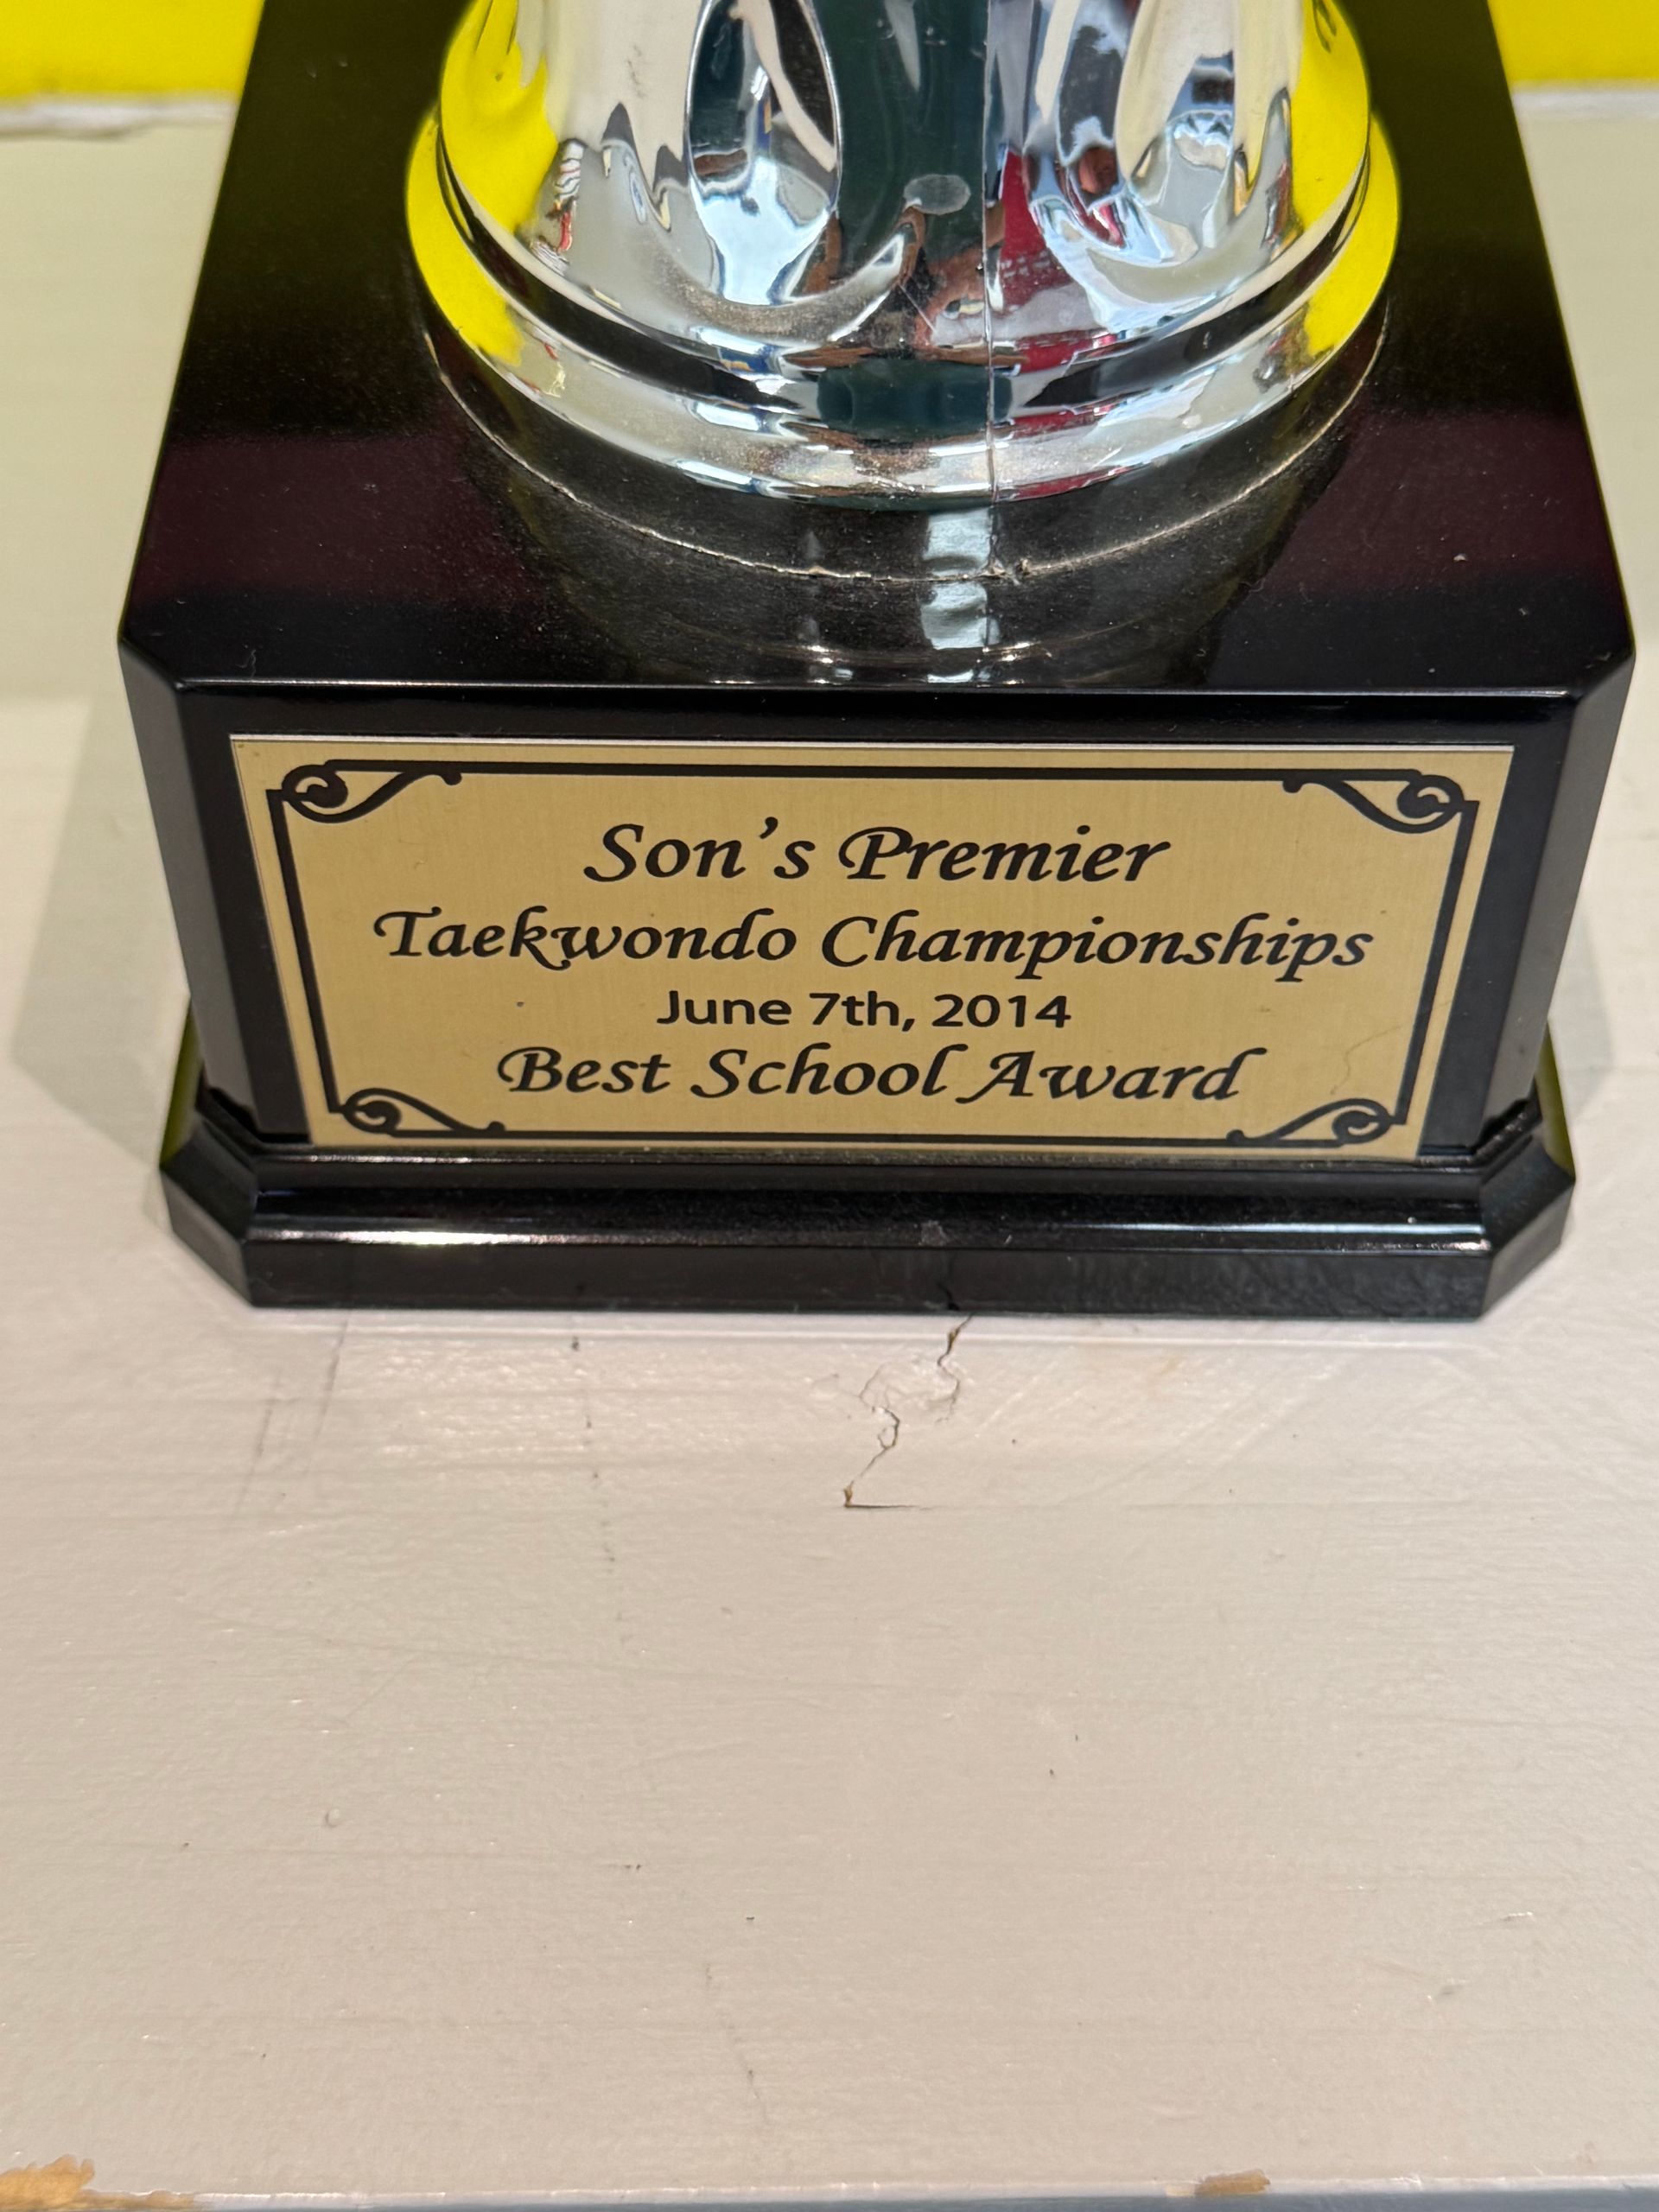 Son's Premier
Taekwondo Championships
June 7th, 2014
Best School Award